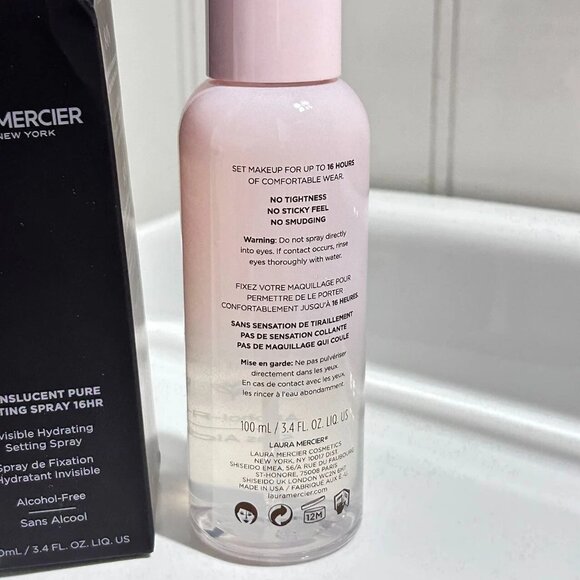 MERCIER
NEW YORK
NSLUCENT PURE
TING SPRAY 16HR
visible Hydrating
Setting Spray
Spray de Fixation
Hydratant Invisible
Alcohol-Free
Sans Alcool
0mL / 3.4 FL. OZ. LIQ. US
SET MAKEUP FOR UP TO 16 HOURS
OF COMFORTABLE WEAR.
NO TIGHTNESS
NO STICKY FEEL
NO SMUDGING
Warning: Do not spray directly
into eyes. If contact occurs, rinse
eyes thoroughly with water.
FIXEZ VOTRE MAQUILLAGE POUR
PERMETTRE DE LE PORTER
CONFORTABLEMENT JUSQU'À 16 HEURES.
SANS SENSATION DE TIRAILLEMENT
PAS DE SENSATION COLLANTE
PAS DE MAQUILLAGE QUI COULE
Mise en garde: Ne pas pulvériser
directement dans les yeux.
En cas de contact avec les yeux,
les rincer à l'eau abondamment.
100 mL / 3.4 FL. OZ. LIQ. US
LAURA MERCIER®
LAURA MERCIER COSMETICS
NEW YORK, NY 10017 DIST.
SHISEIDO EMEA, 56/A RUE DU FAUBOURG
ST-HONORE, 75008 PARIS
SHISEIDO UK LONDON WC2N 6HT
MADE IN USA / FABRIQUE AUX É.-U.
lauramercier.com
12M